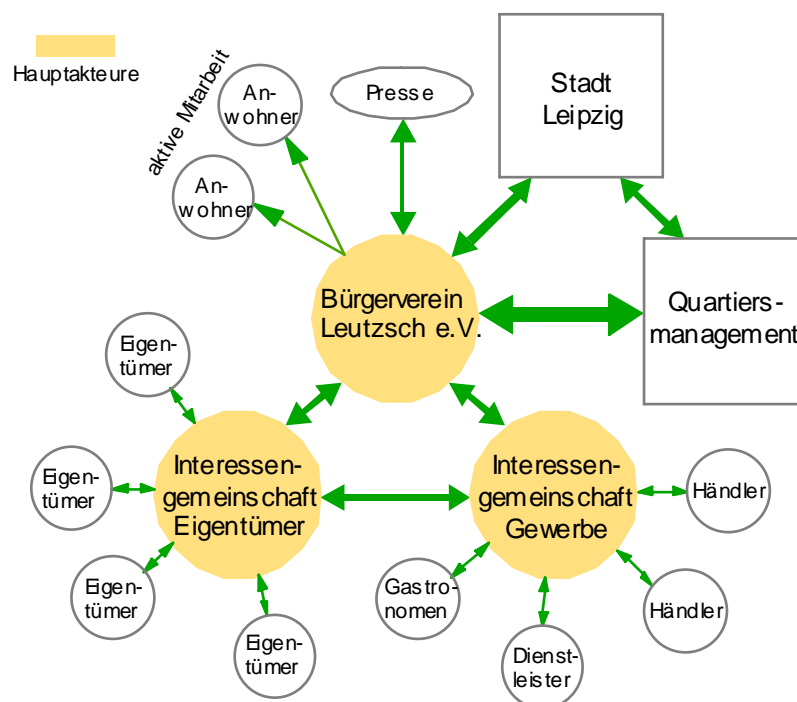 Hauptakteure
aktive Mitarbeit
An-
wohner
An-
wohner
Presse
Stadt
Leipzig
Bürgerverein
Leutzsch e.V.
Quartiers-
management
Eigen-
tümer
Eigen-
tümer
Eigen-
tümer
Eigen-
tümer
Interessen-
gemeinschaft
Eigentümer
Interessen-
gemeinschaft
Gewerbe
Händler
Händler
Gastro-
nomen
Dienst-
leister